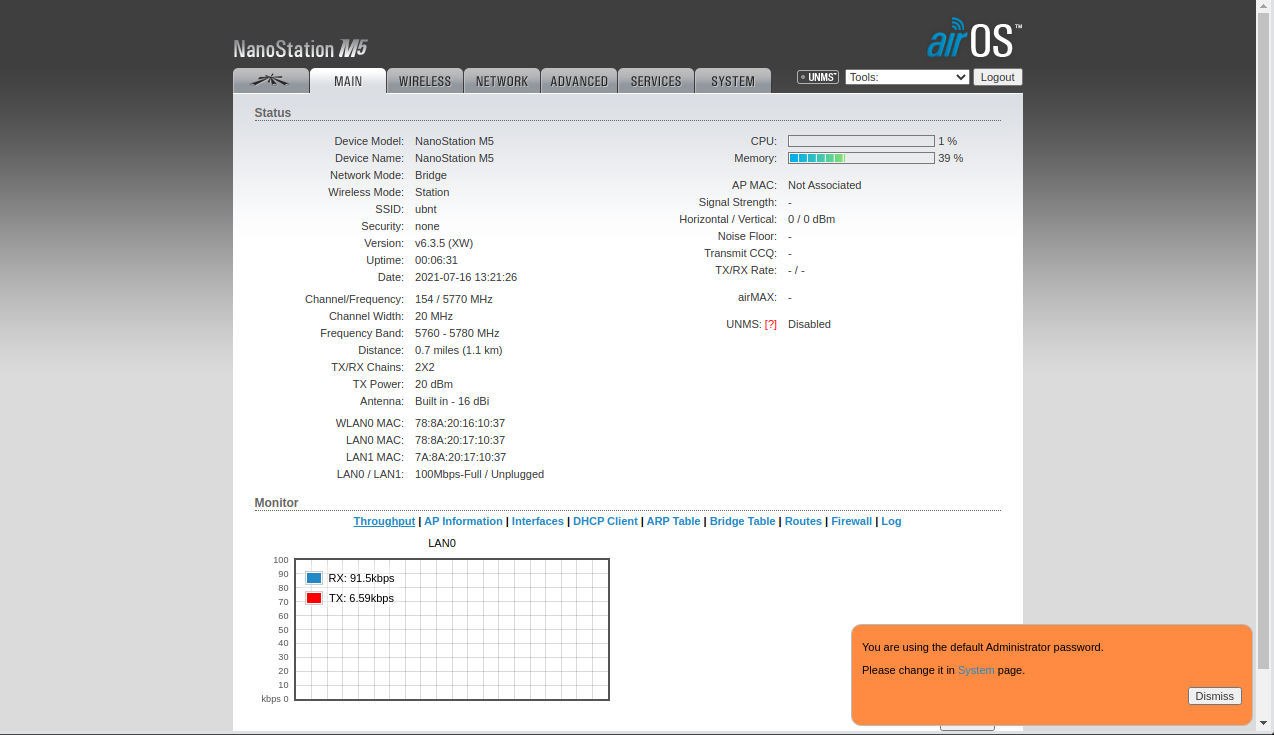 NanoStation M5
airOS™
MAIN WIRELESS NETWORK ADVANCED SERVICES SYSTEM UNMS™ Tools: Logout
Status
Device Model: NanoStation M5
Device Name: NanoStation M5
Network Mode: Bridge
Wireless Mode: Station
SSID: ubnt
Security: none
Version: v6.3.5 (XW)
Uptime: 00:06:31
Date: 2021-07-16 13:21:26
Channel/Frequency: 154 / 5770 MHz
Channel Width: 20 MHz
Frequency Band: 5760 - 5780 MHz
Distance: 0.7 miles (1.1 km)
TX/RX Chains: 2X2
TX Power: 20 dBm
Antenna: Built in - 16 dBi
WLAN0 MAC: 78:8A:20:16:10:37
LAN0 MAC: 78:8A:20:17:10:37
LAN1 MAC: 7A:8A:20:17:10:37
LAN0 / LAN1: 100Mbps-Full / Unplugged
CPU: 1 %
Memory: 39 %
AP MAC: Not Associated
Signal Strength: -
Horizontal / Vertical: 0 / 0 dBm
Noise Floor: -
Transmit CCQ: -
TX/RX Rate: - / -
airMAX: -
UNMS: [?] Disabled
Monitor
Throughput | AP Information | Interfaces | DHCP Client | ARP Table | Bridge Table | Routes | Firewall | Log
LAN0
100
90
80
70
60
50
40
30
20
10
kbps 0
RX: 91.5kbps
TX: 6.59kbps
You are using the default Administrator password.
Please change it in System page.
Dismiss